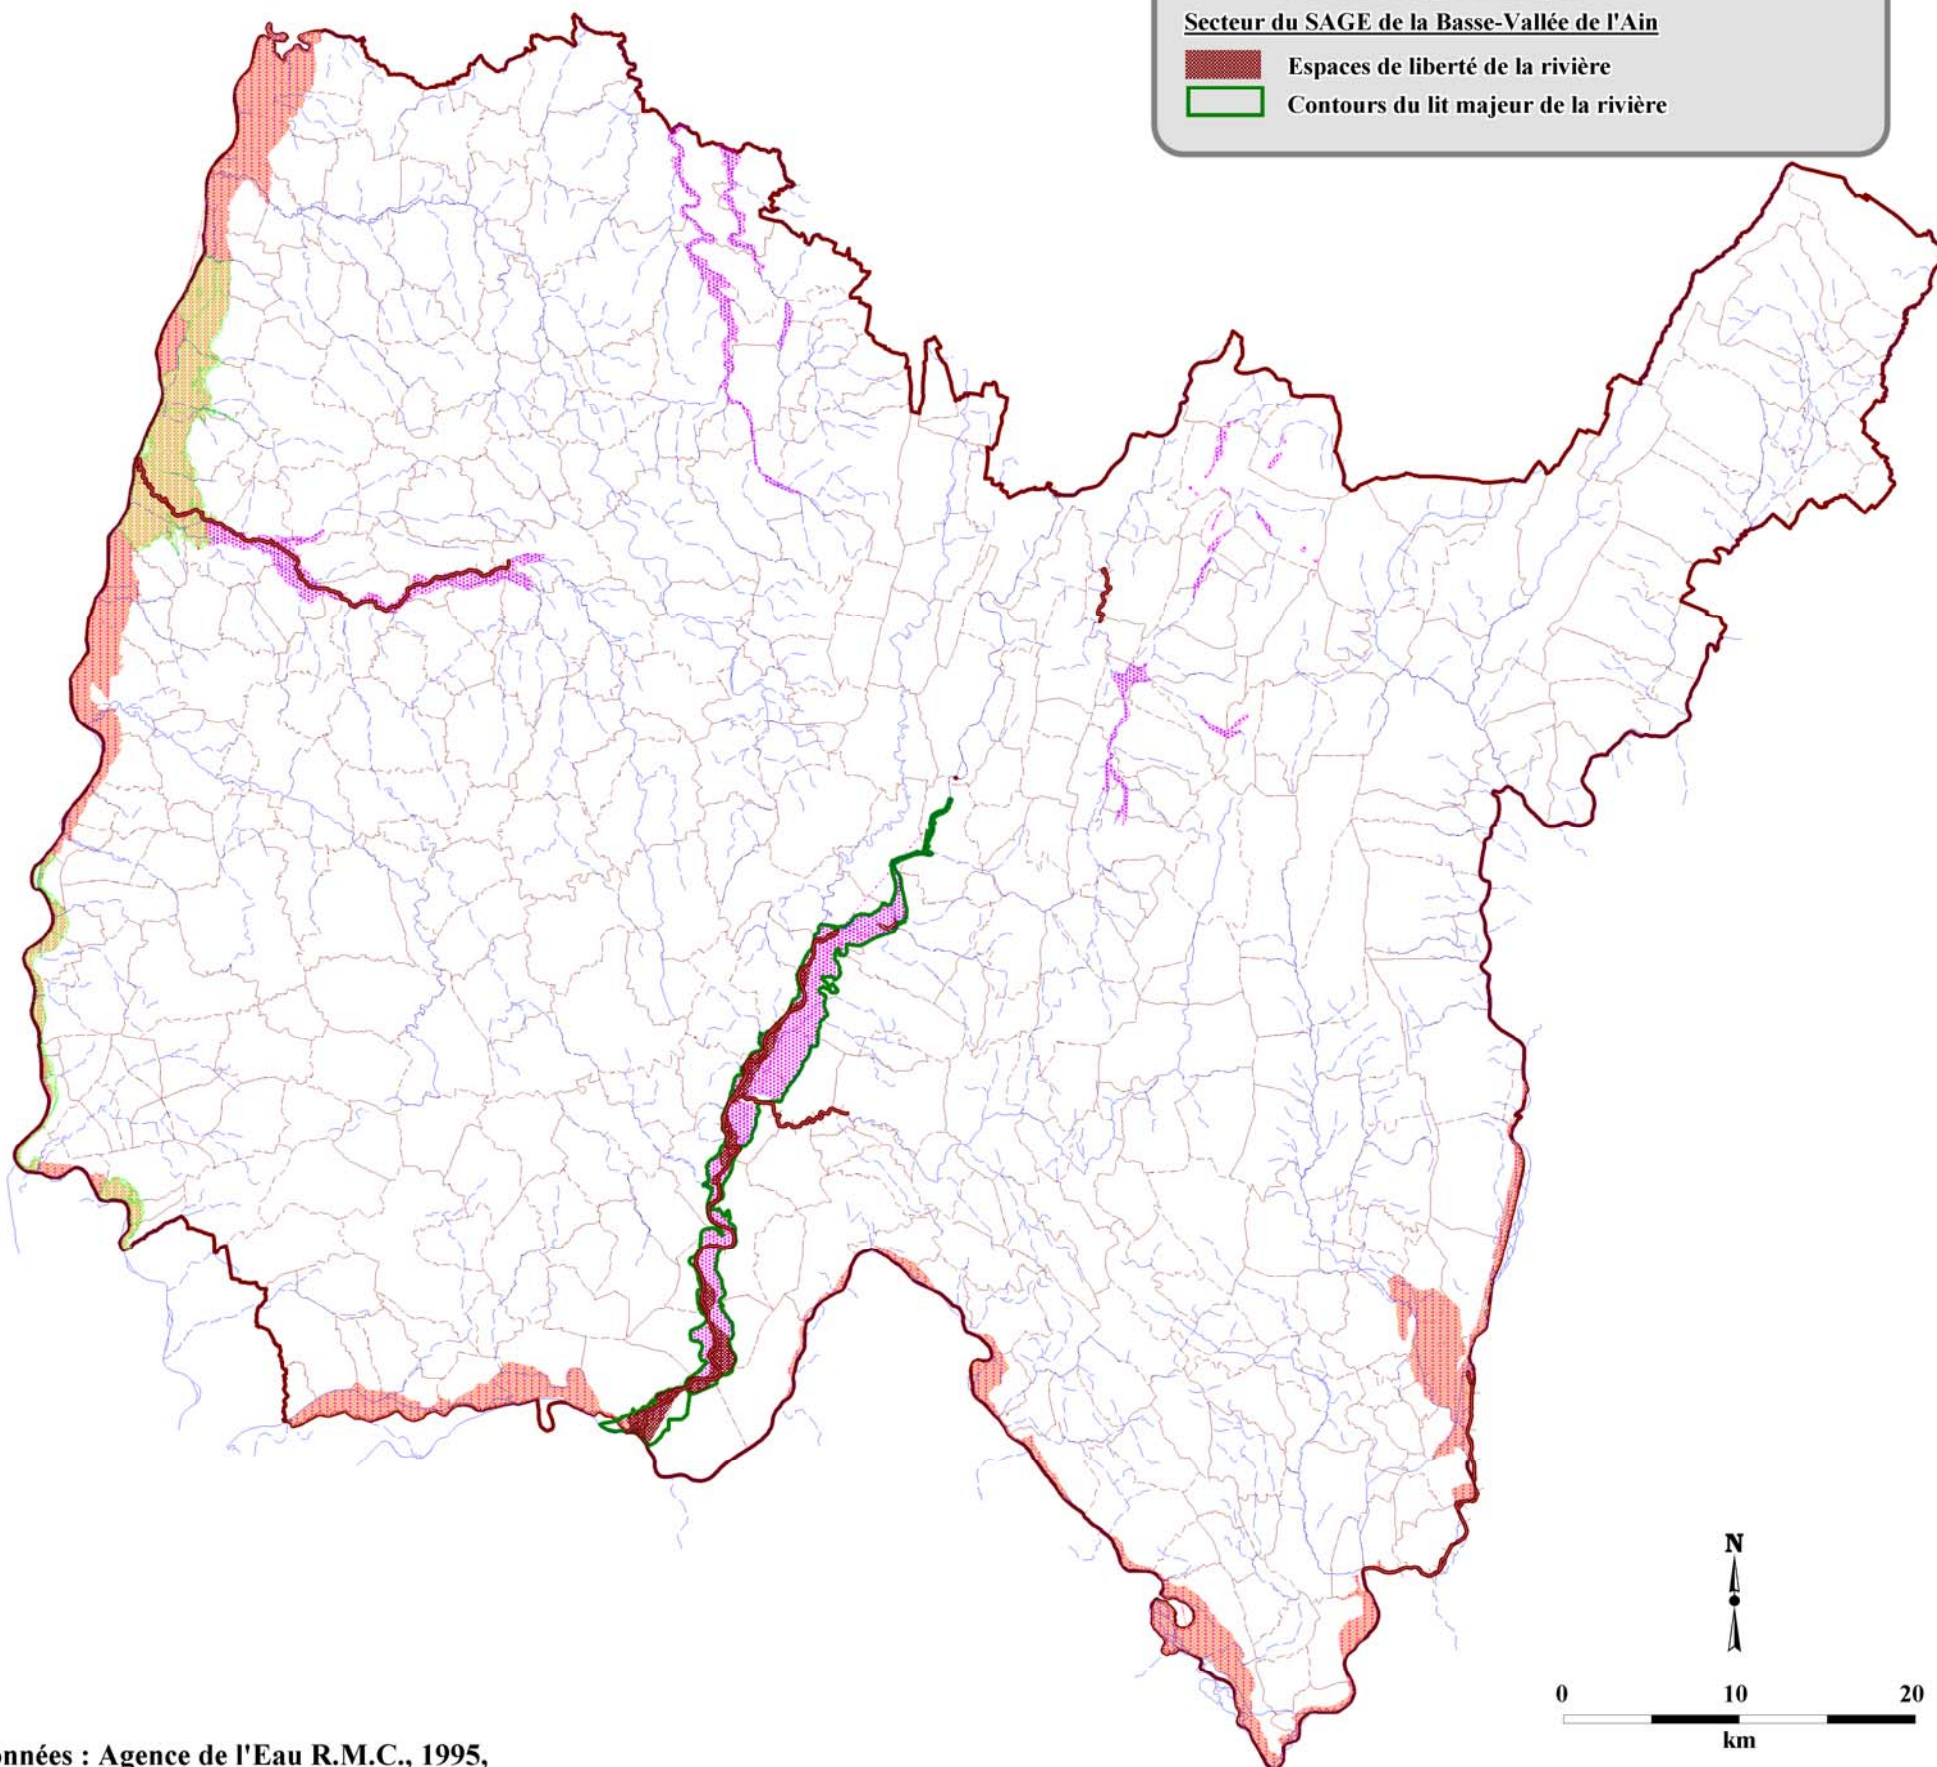 Secteur du SAGE de la Basse-Vallée de l'Ain
Espaces de liberté de la rivière
Contours du lit majeur de la rivière
N
0 10 20
km
onnées : Agence de l'Eau R.M.C., 1995,